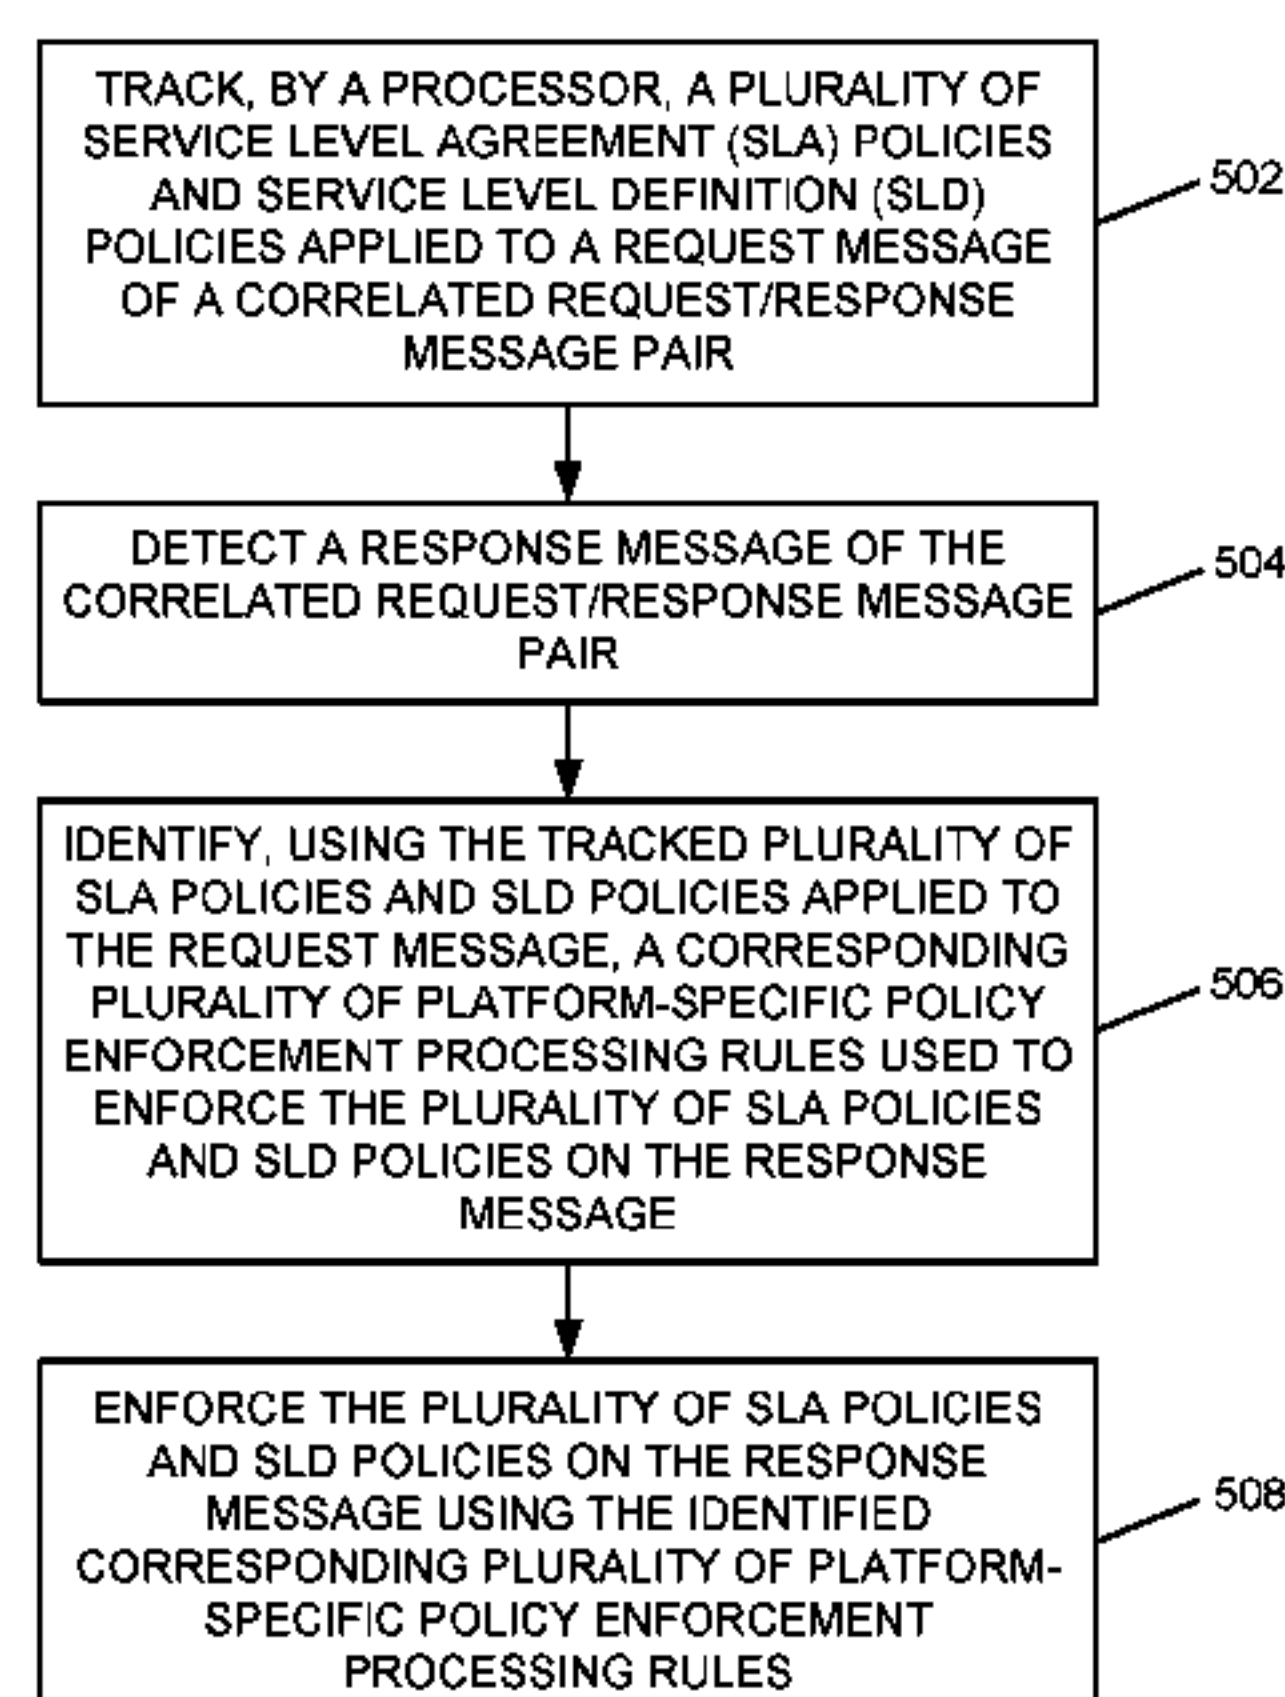 TRACK, BY A PROCESSOR, A PLURALITY OF
SERVICE LEVEL AGREEMENT (SLA) POLICIES
AND SERVICE LEVEL DEFINITION (SLD)
POLICIES APPLIED TO A REQUEST MESSAGE
OF A CORRELATED REQUEST/RESPONSE
MESSAGE PAIR
502
DETECT A RESPONSE MESSAGE OF THE
CORRELATED REQUEST/RESPONSE MESSAGE
PAIR
504
IDENTIFY, USING THE TRACKED PLURALITY OF
SLA POLICIES AND SLD POLICIES APPLIED TO
THE REQUEST MESSAGE, A CORRESPONDING
PLURALITY OF PLATFORM-SPECIFIC POLICY
ENFORCEMENT PROCESSING RULES USED TO
ENFORCE THE PLURALITY OF SLA POLICIES
AND SLD POLICIES ON THE RESPONSE
MESSAGE
506
ENFORCE THE PLURALITY OF SLA POLICIES
AND SLD POLICIES ON THE RESPONSE
MESSAGE USING THE IDENTIFIED
CORRESPONDING PLURALITY OF PLATFORM-
SPECIFIC POLICY ENFORCEMENT
PROCESSING RULES
508